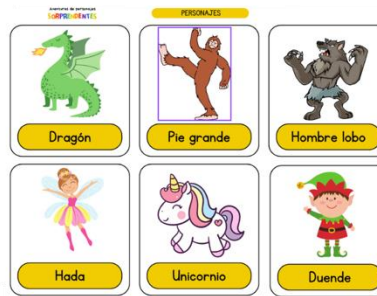 Aventuras de personajes
SORPRENDENTES
PERSONAJES
Dragón
Pie grande
Hombre lobo
Hada
Unicornio
Duende